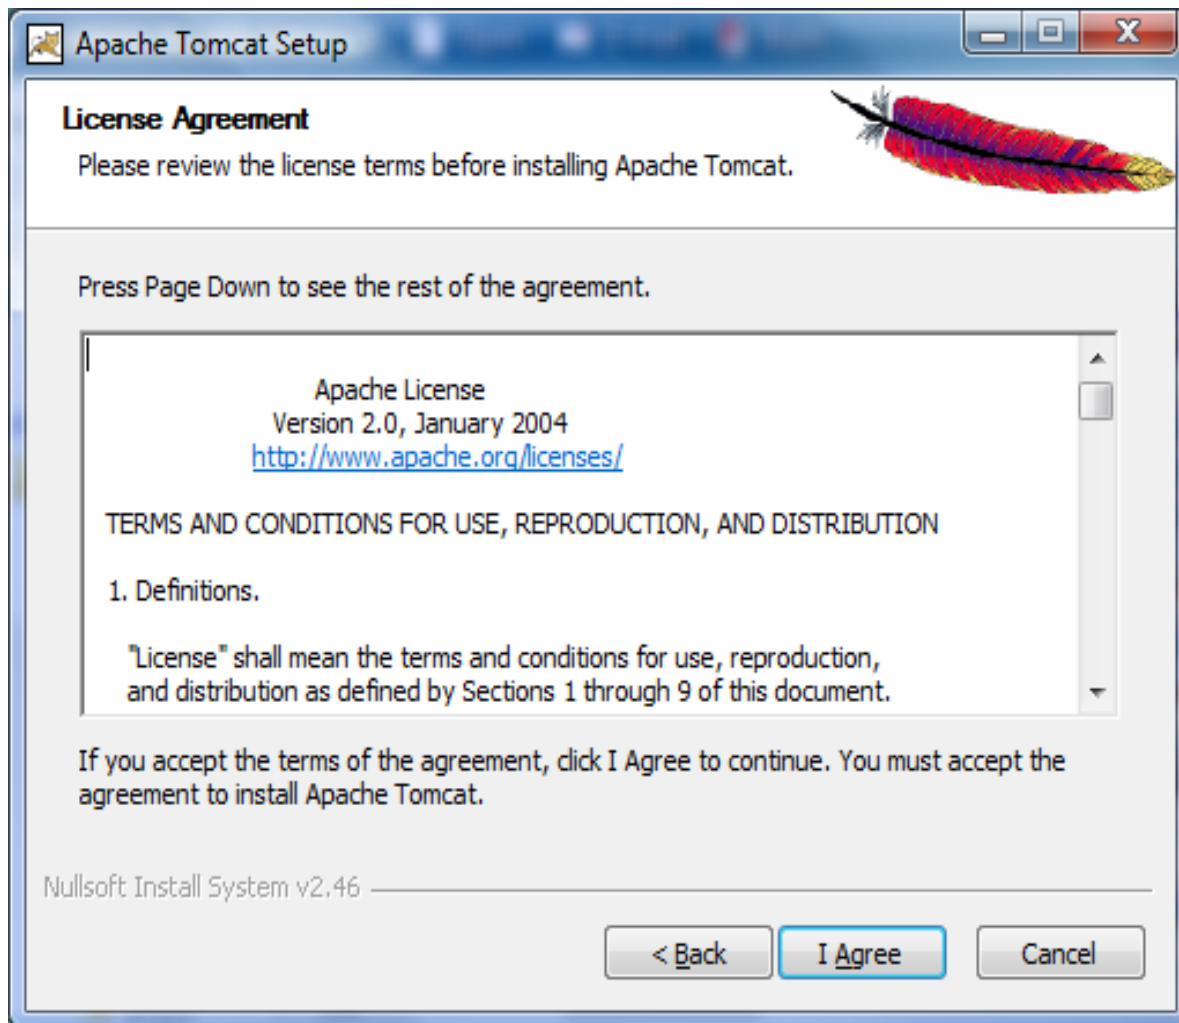 Apache Tomcat Setup
License Agreement
Please review the license terms before installing Apache Tomcat.
Press Page Down to see the rest of the agreement.
Apache License
Version 2.0, January 2004
http://www.apache.org/licenses/
TERMS AND CONDITIONS FOR USE, REPRODUCTION, AND DISTRIBUTION
1. Definitions.
"License" shall mean the terms and conditions for use, reproduction,
and distribution as defined by Sections 1 through 9 of this document.
If you accept the terms of the agreement, click I Agree to continue. You must accept the
agreement to install Apache Tomcat.
Nullsoft Install System v2.46
< Back I Agree Cancel